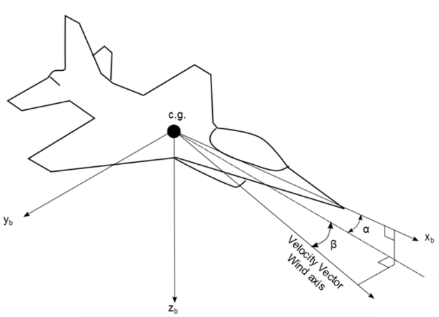 c.g.
x_b
α
β
y_b
Velocity Vector
Wind axis
z_b